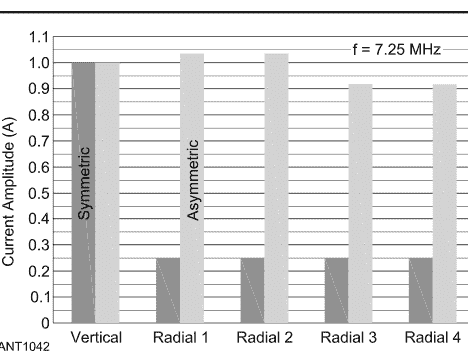 1.1
f = 7.25 MHz
1.0
0.9
0.8
0.7
0.6
0.5
0.4
0.3
0.2
0.1
0
Current Amplitude (A)
Symmetric
Asymmetric
Vertical Radial 1 Radial 2 Radial 3 Radial 4
ANT1042